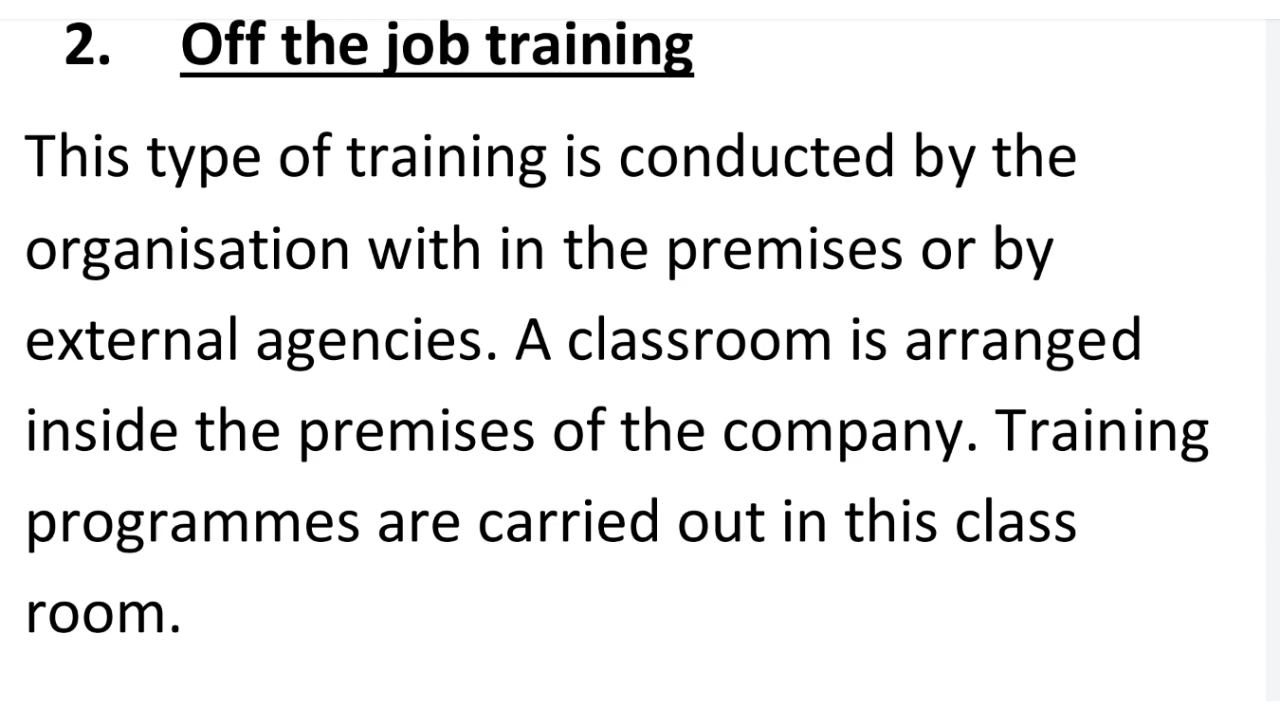 2. Off the job training
This type of training is conducted by the
organisation with in the premises or by
external agencies. A classroom is arranged
inside the premises of the company. Training
programmes are carried out in this class
room.